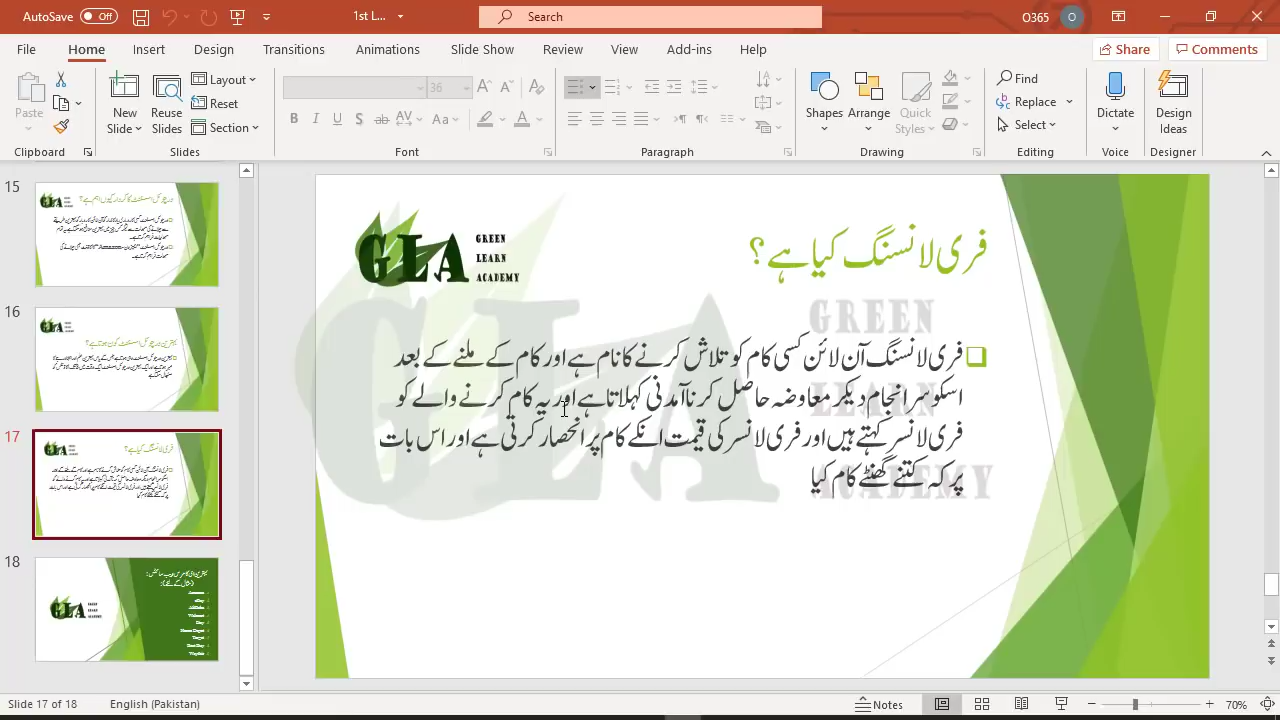 AutoSave Off
1st L...
Search
O365
O
File Home Insert Design Transitions Animations Slide Show Review View Add-ins Help
Share Comments
Paste
New Slide
Reuse Slides
Layout
Reset
Section
36
Shapes
Arrange
Quick Styles
Find
Replace
Select
Dictate
Design Ideas
Clipboard Slides Font Paragraph Drawing Editing Voice Designer
15
16
17
18
GLA
GREEN
LEARN
ACADEMY
فری لانسنگ کیا ہے؟
فری لانسنگ آن لائن کسی کام کو تلاش کرنے کا نام ہے اور کام کے ملنے کے بعد
اسکو سرانجام دیکر معاوضہ حاصل کرنا آمدنی کہلاتا ہے اور یہ کام کرنے والے کو
فری لانسر کہتے ہیں اور فری لانسر کی قیمت انکے کام پر انحصار کرتی ہے اور اس بات
پر کہ کتنے گھنٹے کام کیا
GLA
GREEN
LEARN
ACADEMY
Slide 17 of 18
English (Pakistan)
Notes
70%